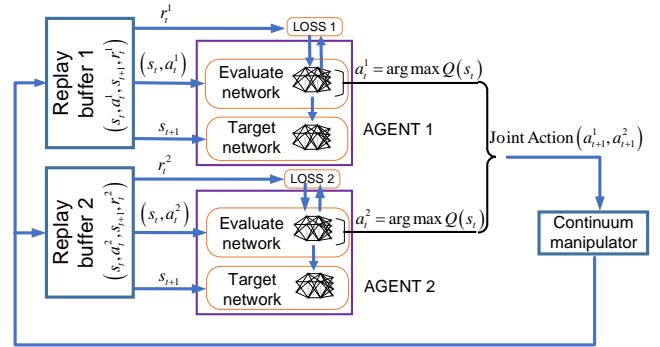 r_t^1
LOSS 1
Replay buffer 1
(s_t, a_t^1, s_{t+1}, r_t^1)
(s_t, a_t^1)
Evaluate network
a_t^1 = arg max Q(s_t)
s_{t+1}
Target network
AGENT 1
Joint Action (a_{t+1}^1, a_{t+1}^2)
r_t^2
LOSS 2
Replay buffer 2
(s_t, a_t^2, s_{t+1}, r_t^2)
(s_t, a_t^2)
Evaluate network
a_t^2 = arg max Q(s_t)
Continuum manipulator
s_{t+1}
Target network
AGENT 2